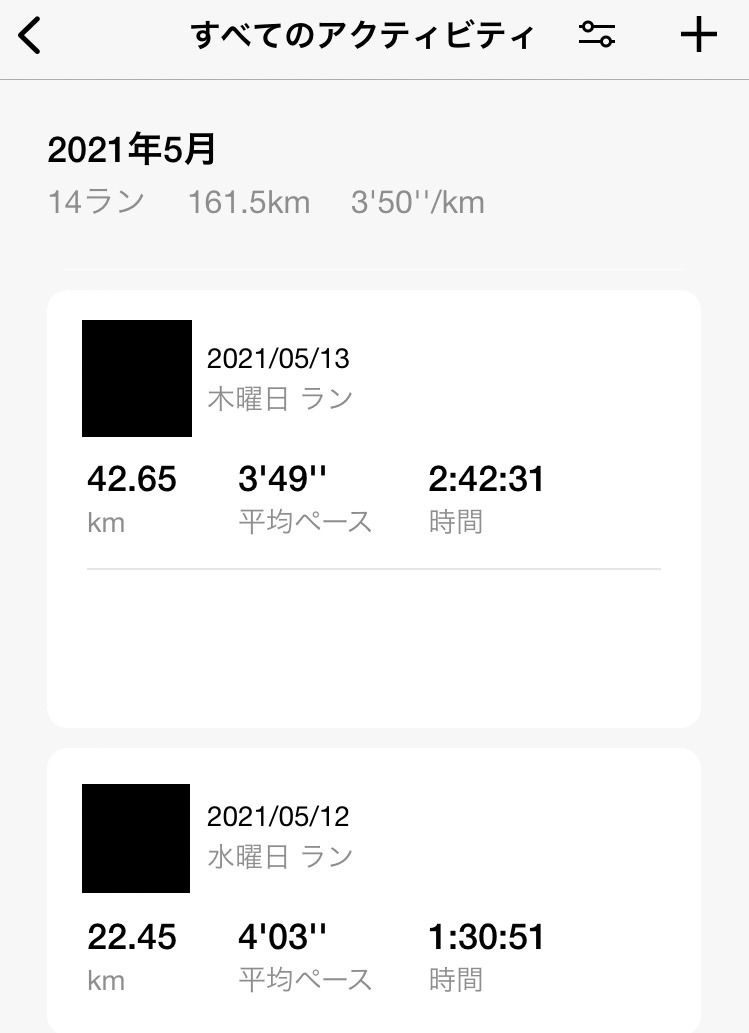 すべてのアクティビティ
2021年5月
14ラン 161.5km 3'50''/km
2021/05/13
木曜日 ラン
42.65 3'49'' 2:42:31
km 平均ペース 時間
2021/05/12
水曜日 ラン
22.45 4'03'' 1:30:51
km 平均ペース 時間